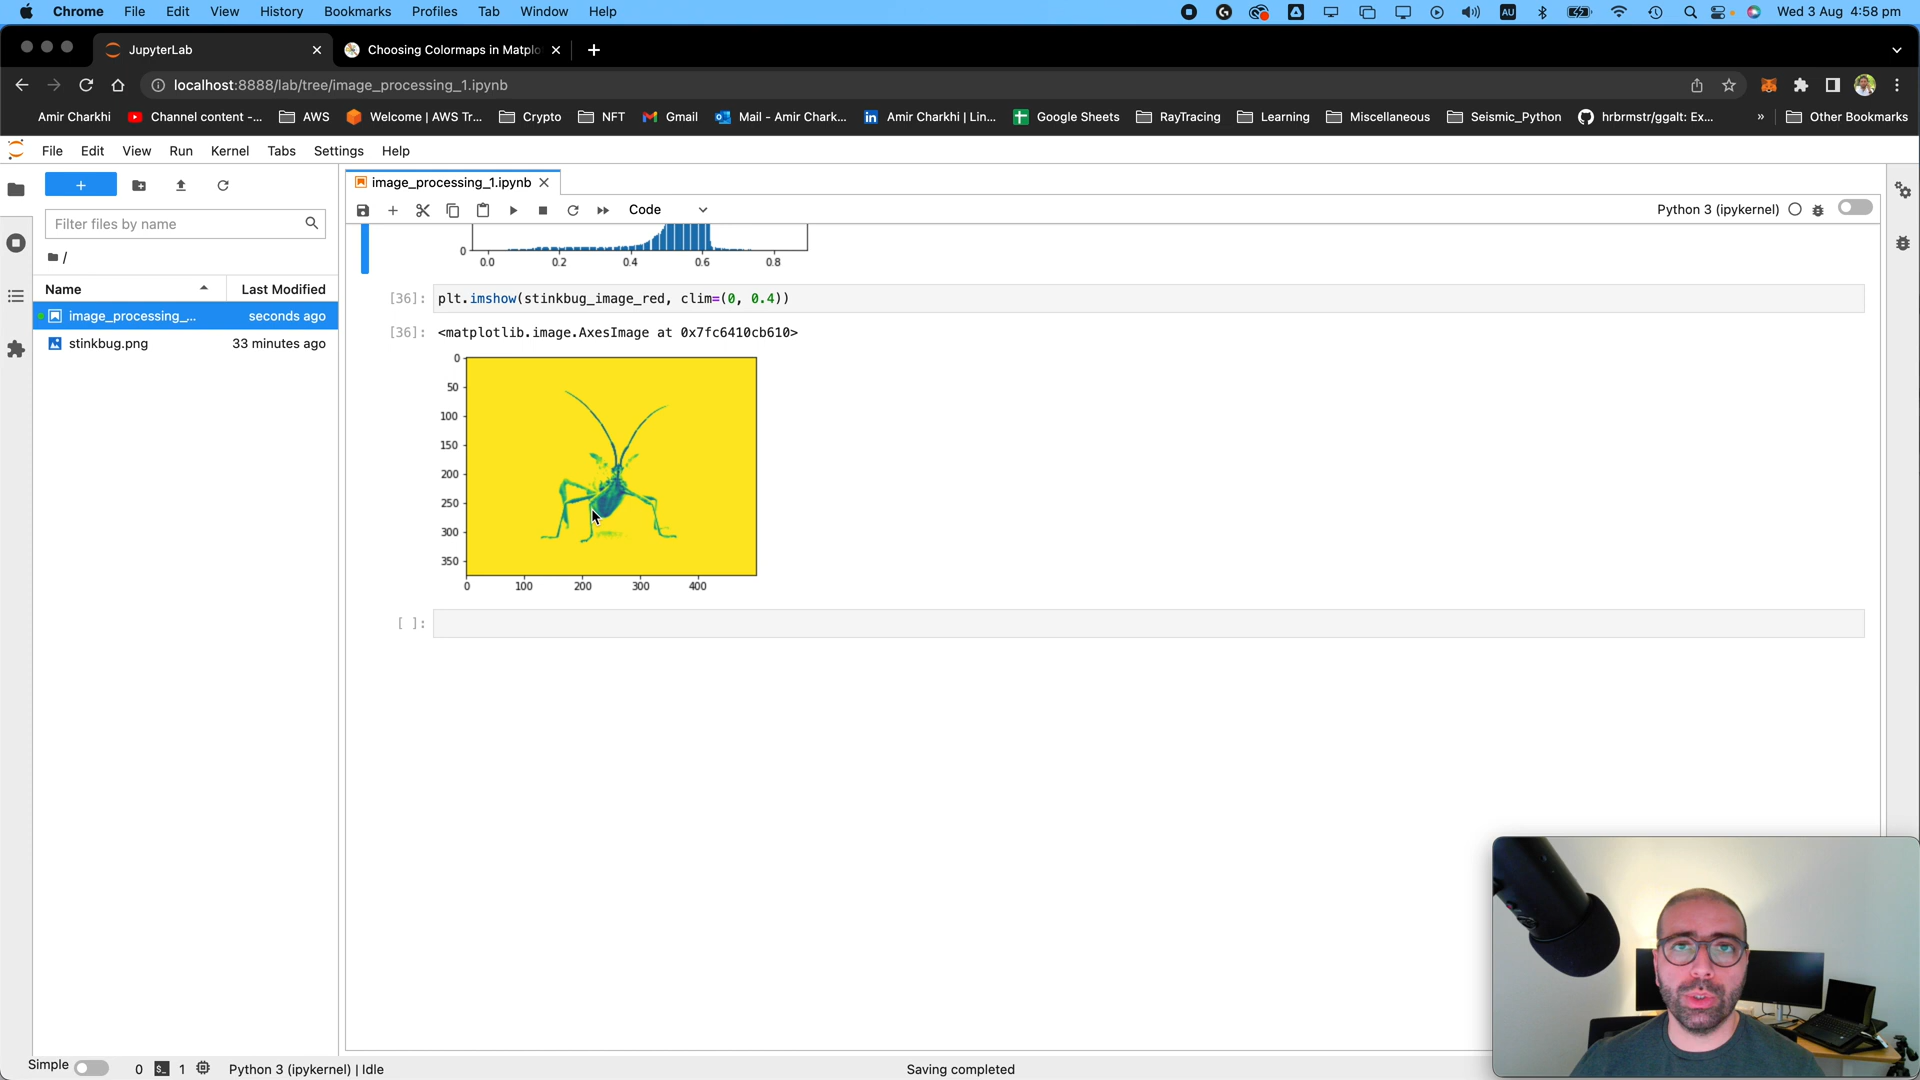 Chrome File Edit View History Bookmarks Profiles Tab Window Help AU Wed 3 Aug 4:58 pm
JupyterLab Choosing Colormaps in Matplo
localhost:8888/lab/tree/image_processing_1.ipynb
Amir Charkhi Channel content -... AWS Welcome | AWS Tr... Crypto NFT Gmail Mail - Amir Chark... Amir Charkhi | Lin... Google Sheets RayTracing Learning Miscellaneous Seismic_Python hrbrmstr/ggalt: Ex... » Other Bookmarks
File Edit View Run Kernel Tabs Settings Help
image_processing_1.ipynb
Code Python 3 (ipykernel)
Filter files by name
/
Name Last Modified
image_processing_... seconds ago
stinkbug.png 33 minutes ago
0
0.0 0.2 0.4 0.6 0.8
[36]: plt.imshow(stinkbug_image_red, clim=(0, 0.4))
[36]: <matplotlib.image.AxesImage at 0x7fc6410cb610>
0
50
100
150
200
250
300
350
0 100 200 300 400
[ ]:
Simple 0 1 Python 3 (ipykernel) | Idle Saving completed